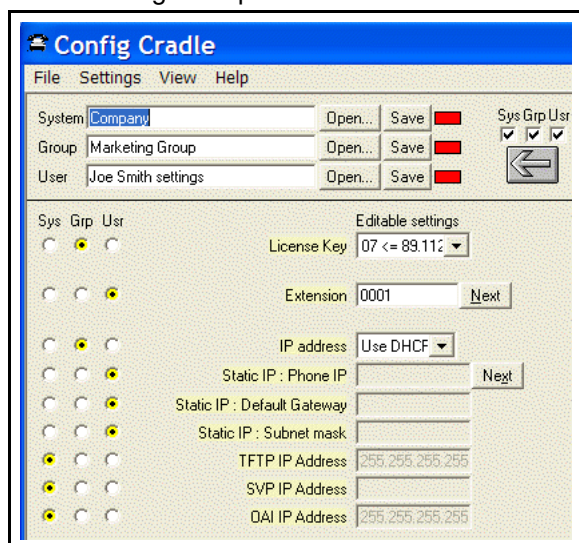 Config Cradle
File Settings View Help
System Company Open... Save Sys Grp Usr
Group Marketing Group Open... Save
User Joe Smith settings Open... Save
Sys Grp Usr Editable settings
License Key 07 <= 89.112
Extension 0001 Next
IP address Use DHCP
Static IP : Phone IP Next
Static IP : Default Gateway
Static IP : Subnet mask
TFTP IP Address 255.255.255.255
SVP IP Address
OAI IP Address 255.255.255.255